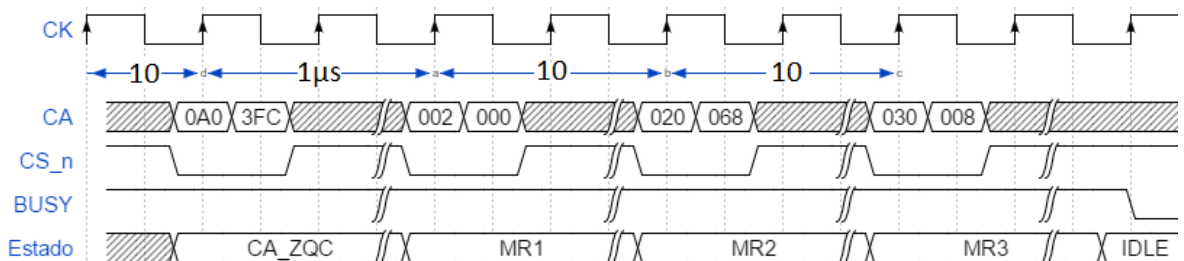 CK
10 d 1µs a 10 b 10 c
CA 0A0 3FC 002 000 020 068 030 008
CS_n
BUSY
Estado CA_ZQC MR1 MR2 MR3 IDLE